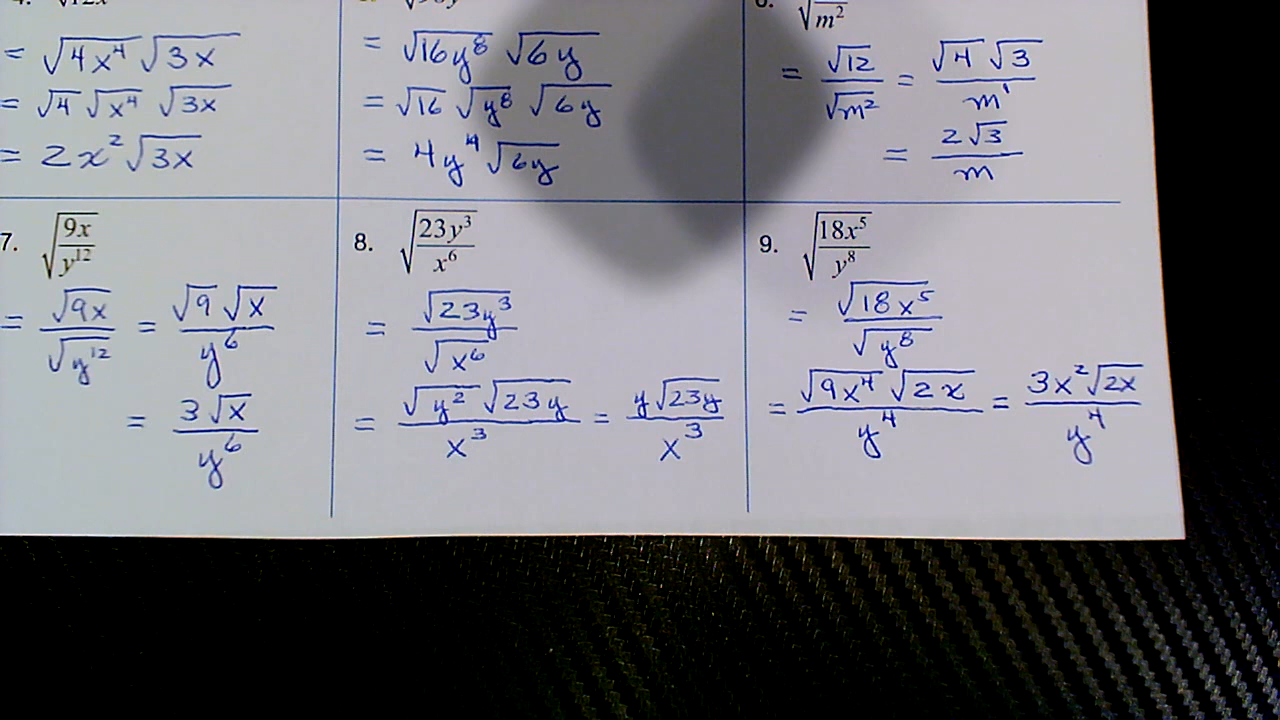 = √(4x⁴) √(3x)
= √4 √(x⁴) √(3x)
= 2x² √(3x)
= √(16y⁸) √(6y)
= √16 √(y⁸) √(6y)
= 4y⁴ √(6y)
6. √( /m²)
= √12/√(m²) = √4 √3/m¹
= 2√3/m
7. √(9x/y¹²)
= √(9x)/√(y¹²) = √9 √x/y⁶
= 3√x/y⁶
8. √(23y³/x⁶)
= √(23y³)/√(x⁶)
= √(y²) √(23y)/x³ = y√(23y)/x³
9. √(18x⁵/y⁸)
= √(18x⁵)/√(y⁸)
= √(9x⁴) √(2x)/y⁴ = 3x²√(2x)/y⁴